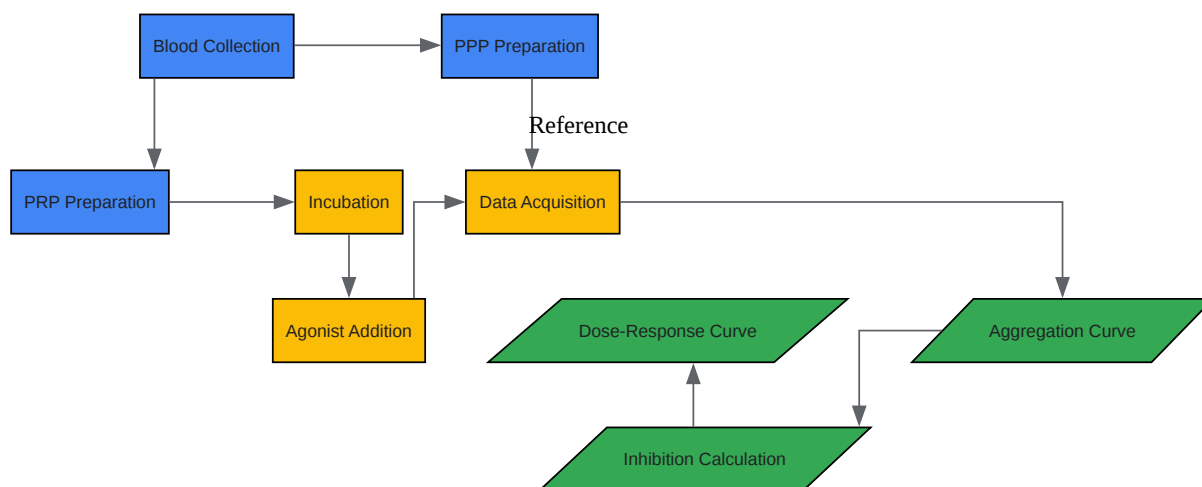 Blood Collection
PPP Preparation
Reference
PRP Preparation
Incubation
Data Acquisition
Agonist Addition
Dose-Response Curve
Aggregation Curve
Inhibition Calculation